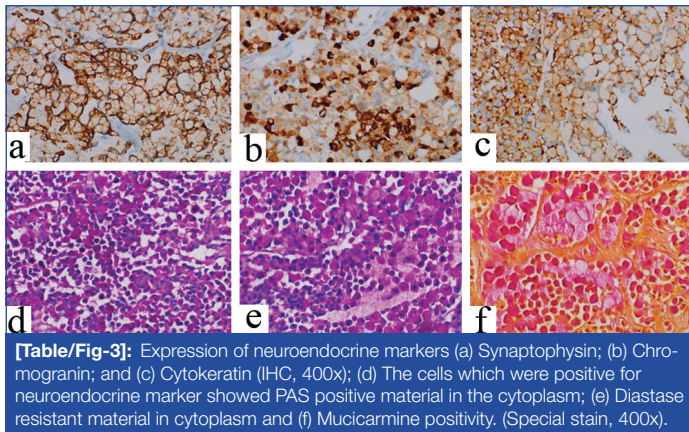 a b c
d e f
[Table/Fig-3]: Expression of neuroendocrine markers (a) Synaptophysin; (b) Chro-
mogranin; and (c) Cytokeratin (IHC, 400x); (d) The cells which were positive for
neuroendocrine marker showed PAS positive material in the cytoplasm; (e) Diastase
resistant material in cytoplasm and (f) Mucicarmine positivity. (Special stain, 400x).